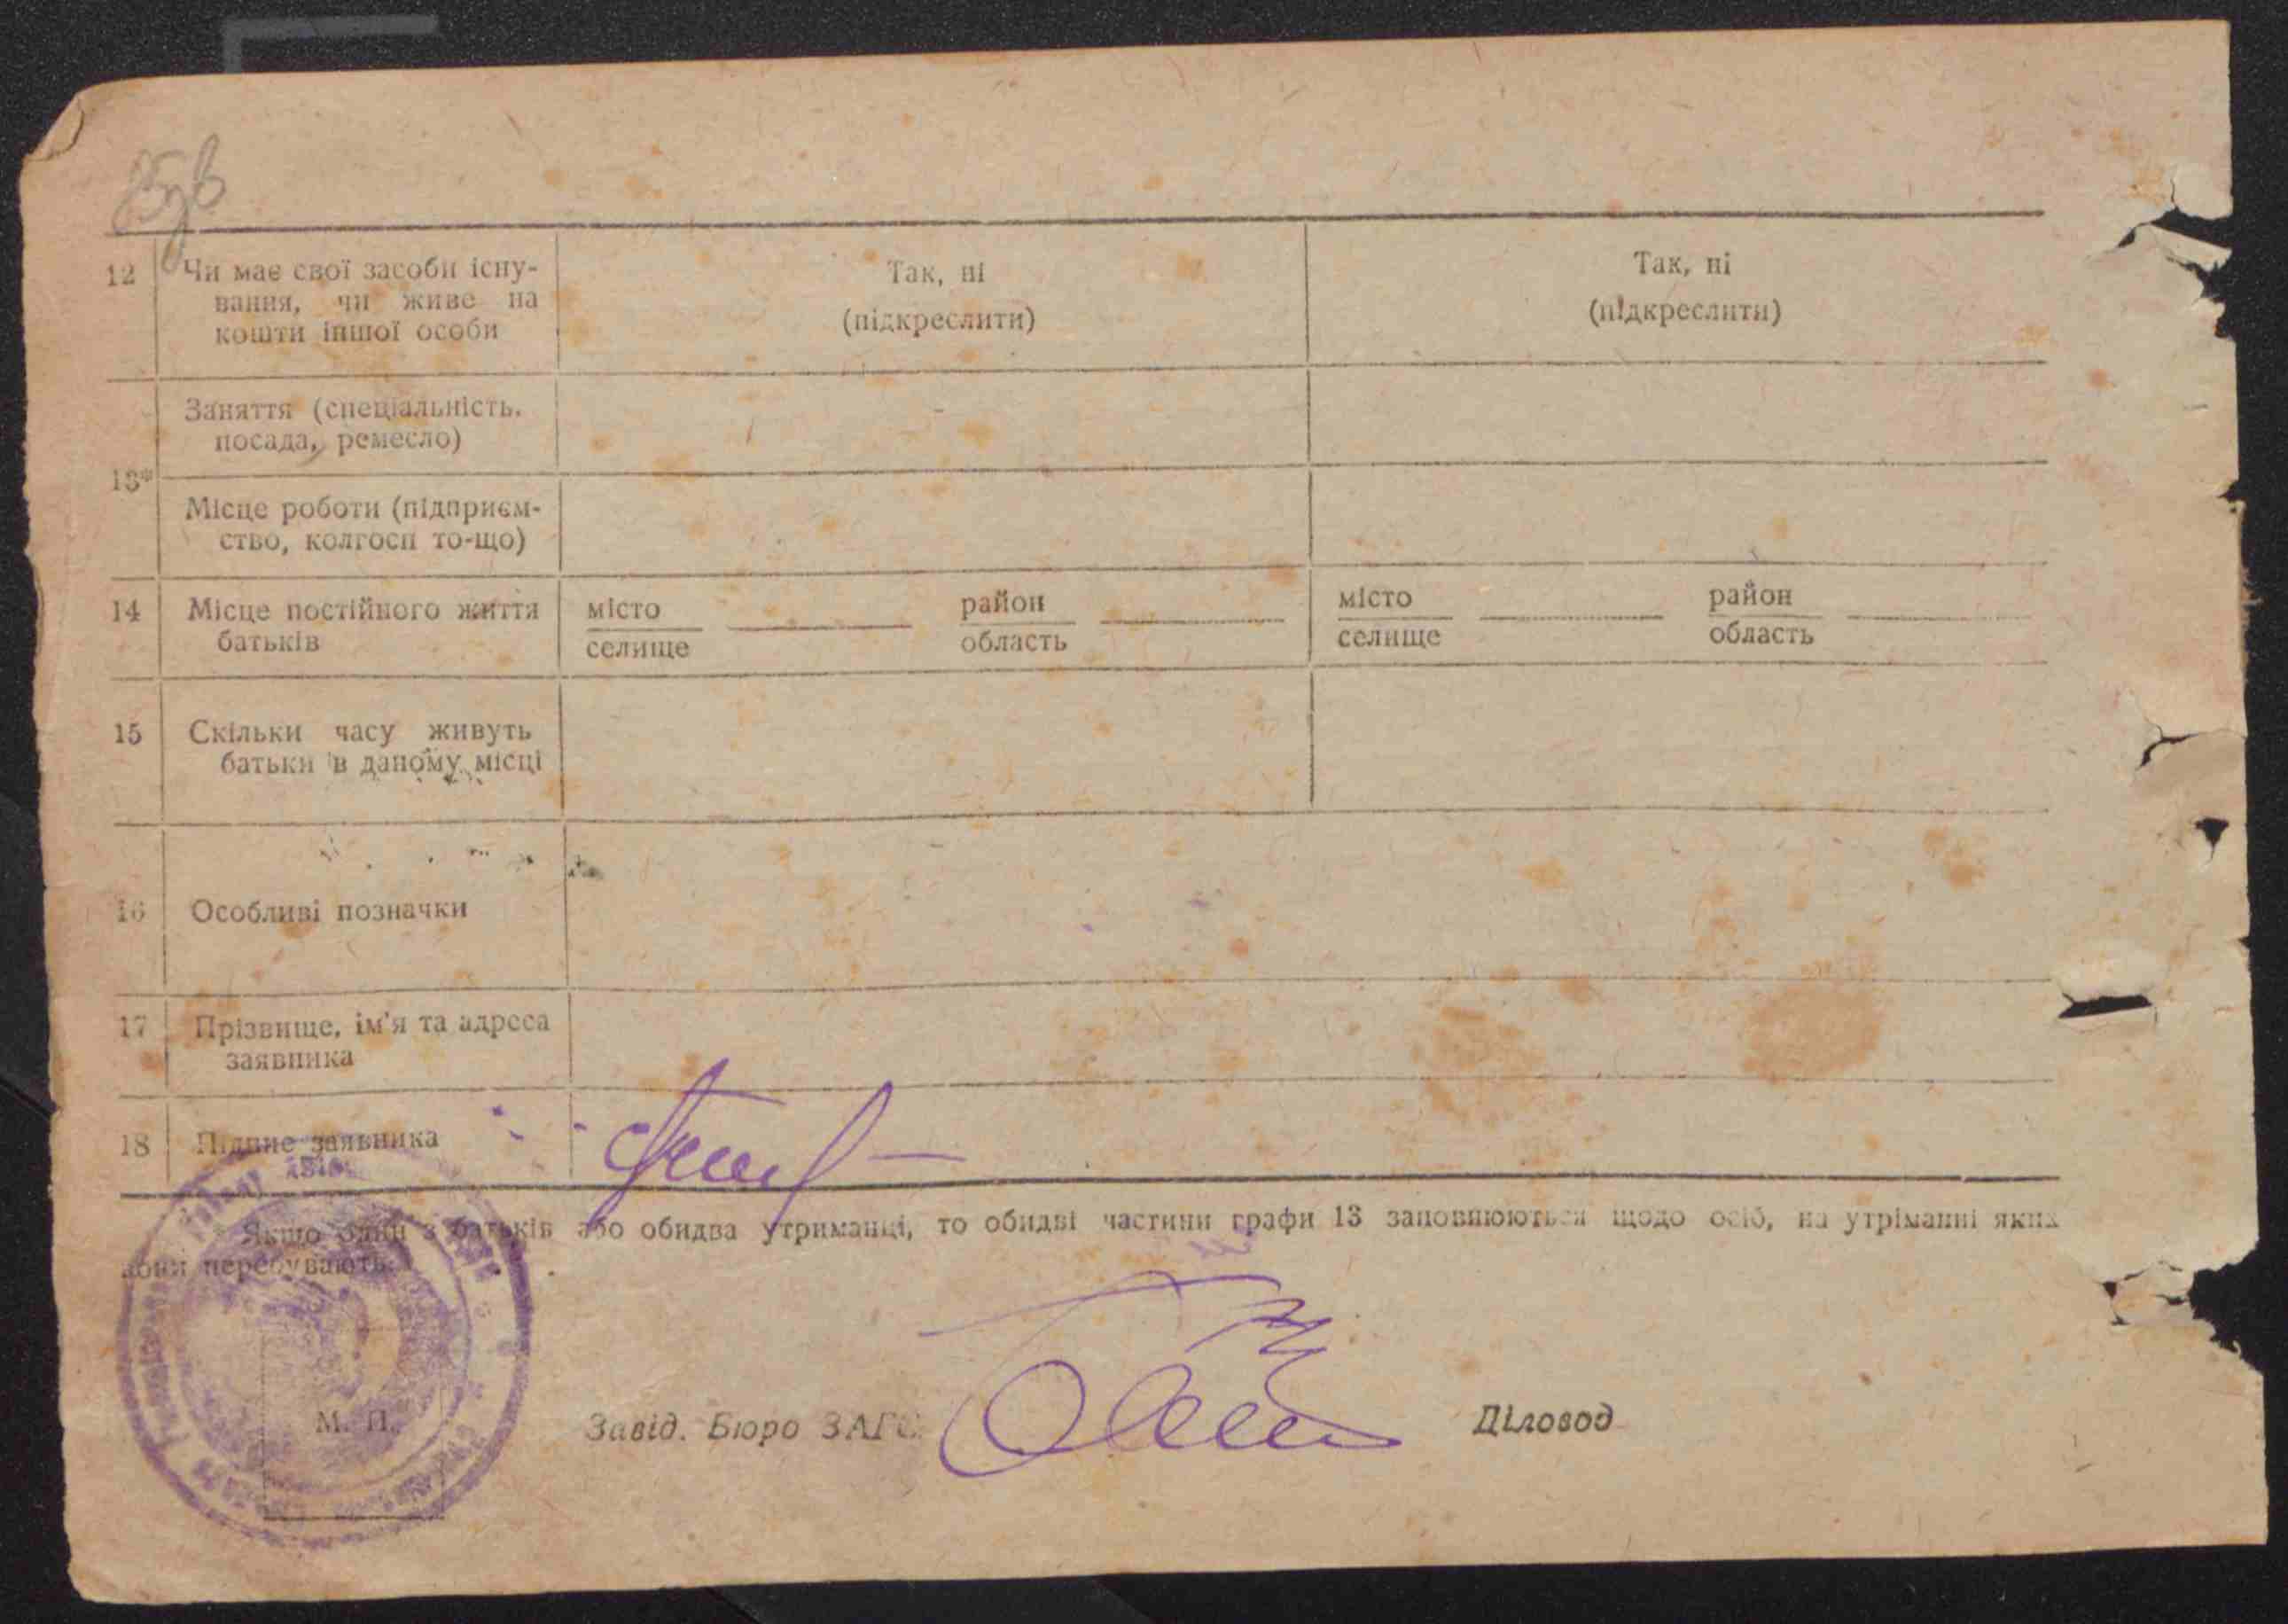 12 Чи має свої засоби існу-
вання, чи живе на
кошти іншої особи
Так, ні
(підкреслити)
Так, ні
(підкреслити)
13*
Заняття (спеціальність,
посада, ремесло)
Місце роботи (підприєм-
ство, колгосп то-що)
14 Місце постійного життя
батьків
місто
селище
район
область
місто
селище
район
область
15 Скільки часу живуть
батьки в даному місці
16 Особливі позначки
17 Прізвище, ім'я та адреса
заявника
18 Підпис заявника
* Якщо один з батьків або обидва утриманці, то обидві частини графи 13 заповнюються щодо осіб, на утріманні яких
вони перебувають.
М. П.
Завід. Бюро ЗАГС
Діловод